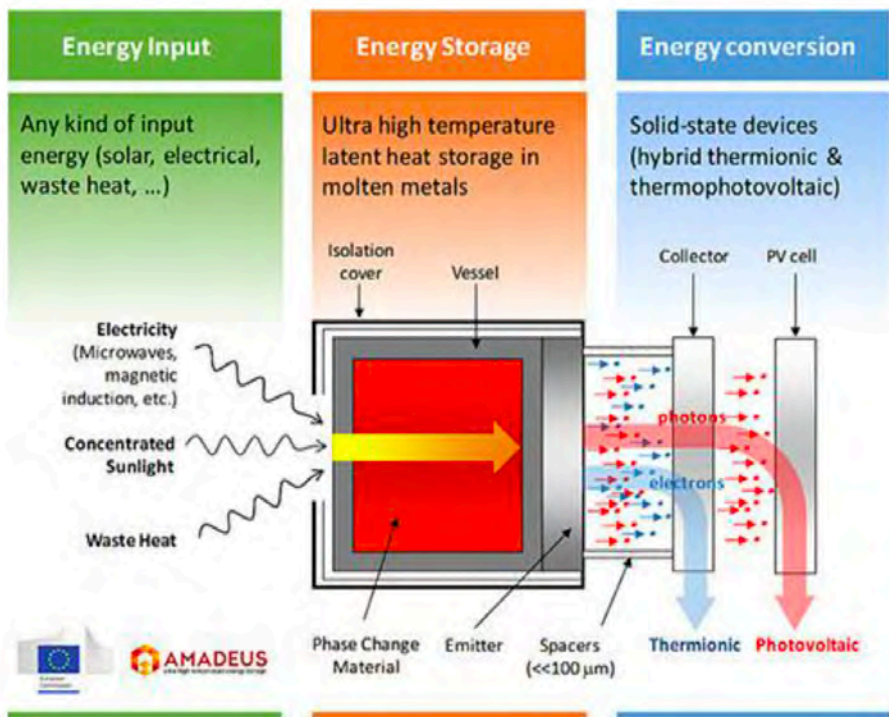 Energy Input
Energy Storage
Energy conversion
Any kind of input
energy (solar, electrical,
waste heat, ...)
Ultra high temperature
latent heat storage in
molten metals
Solid-state devices
(hybrid thermionic &
thermophotovoltaic)
Isolation
cover
Vessel
Collector
PV cell
Electricity
(Microwaves,
magnetic
induction, etc.)
Concentrated
Sunlight
Waste Heat
photons
electrons
Phase Change
Material
Emitter
Spacers
(<<100 µm)
Thermionic
Photovoltaic
European
Commission
AMADEUS